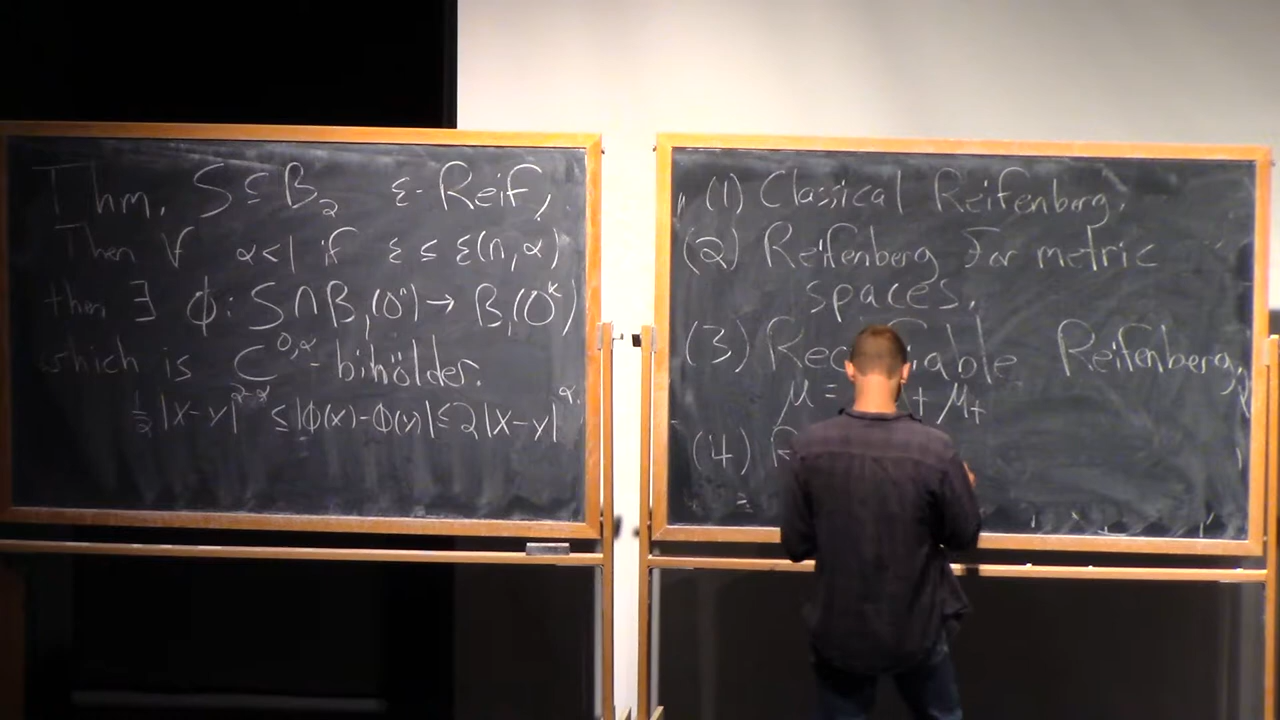 Thm. S ⊆ B₂ ε-Reif,
Then ∀ α<1 if ε ≤ ε(n,α)
then ∃ φ: S∩B₁(0ⁿ) → B₁(0ᵏ)
which is C^{0,α}-bihölder.
½|x-y|^{2-α} ≤ |φ(x)-φ(y)| ≤ 2|x-y|^α.
(1) Classical Reifenberg.
(2) Reifenberg for metric
spaces.
(3) Reifenberg,
μ = + μ₊
(4)